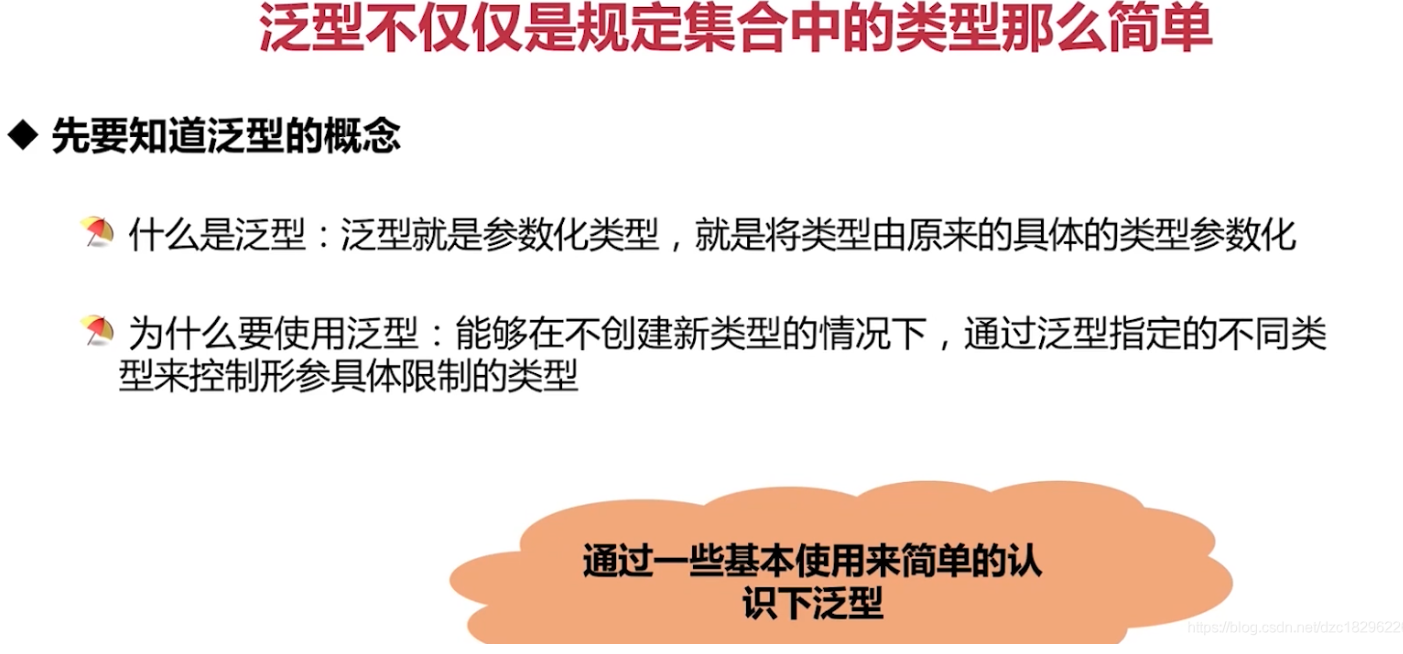 泛型不仅仅是规定集合中的类型那么简单
先要知道泛型的概念
什么是泛型：泛型就是参数化类型，就是将类型由原来的具体的类型参数化
为什么要使用泛型：能够在不创建新类型的情况下，通过泛型指定的不同类
型来控制形参具体限制的类型
通过一些基本使用来简单的认
识下泛型
https://blog.csdn.net/dzc1829622